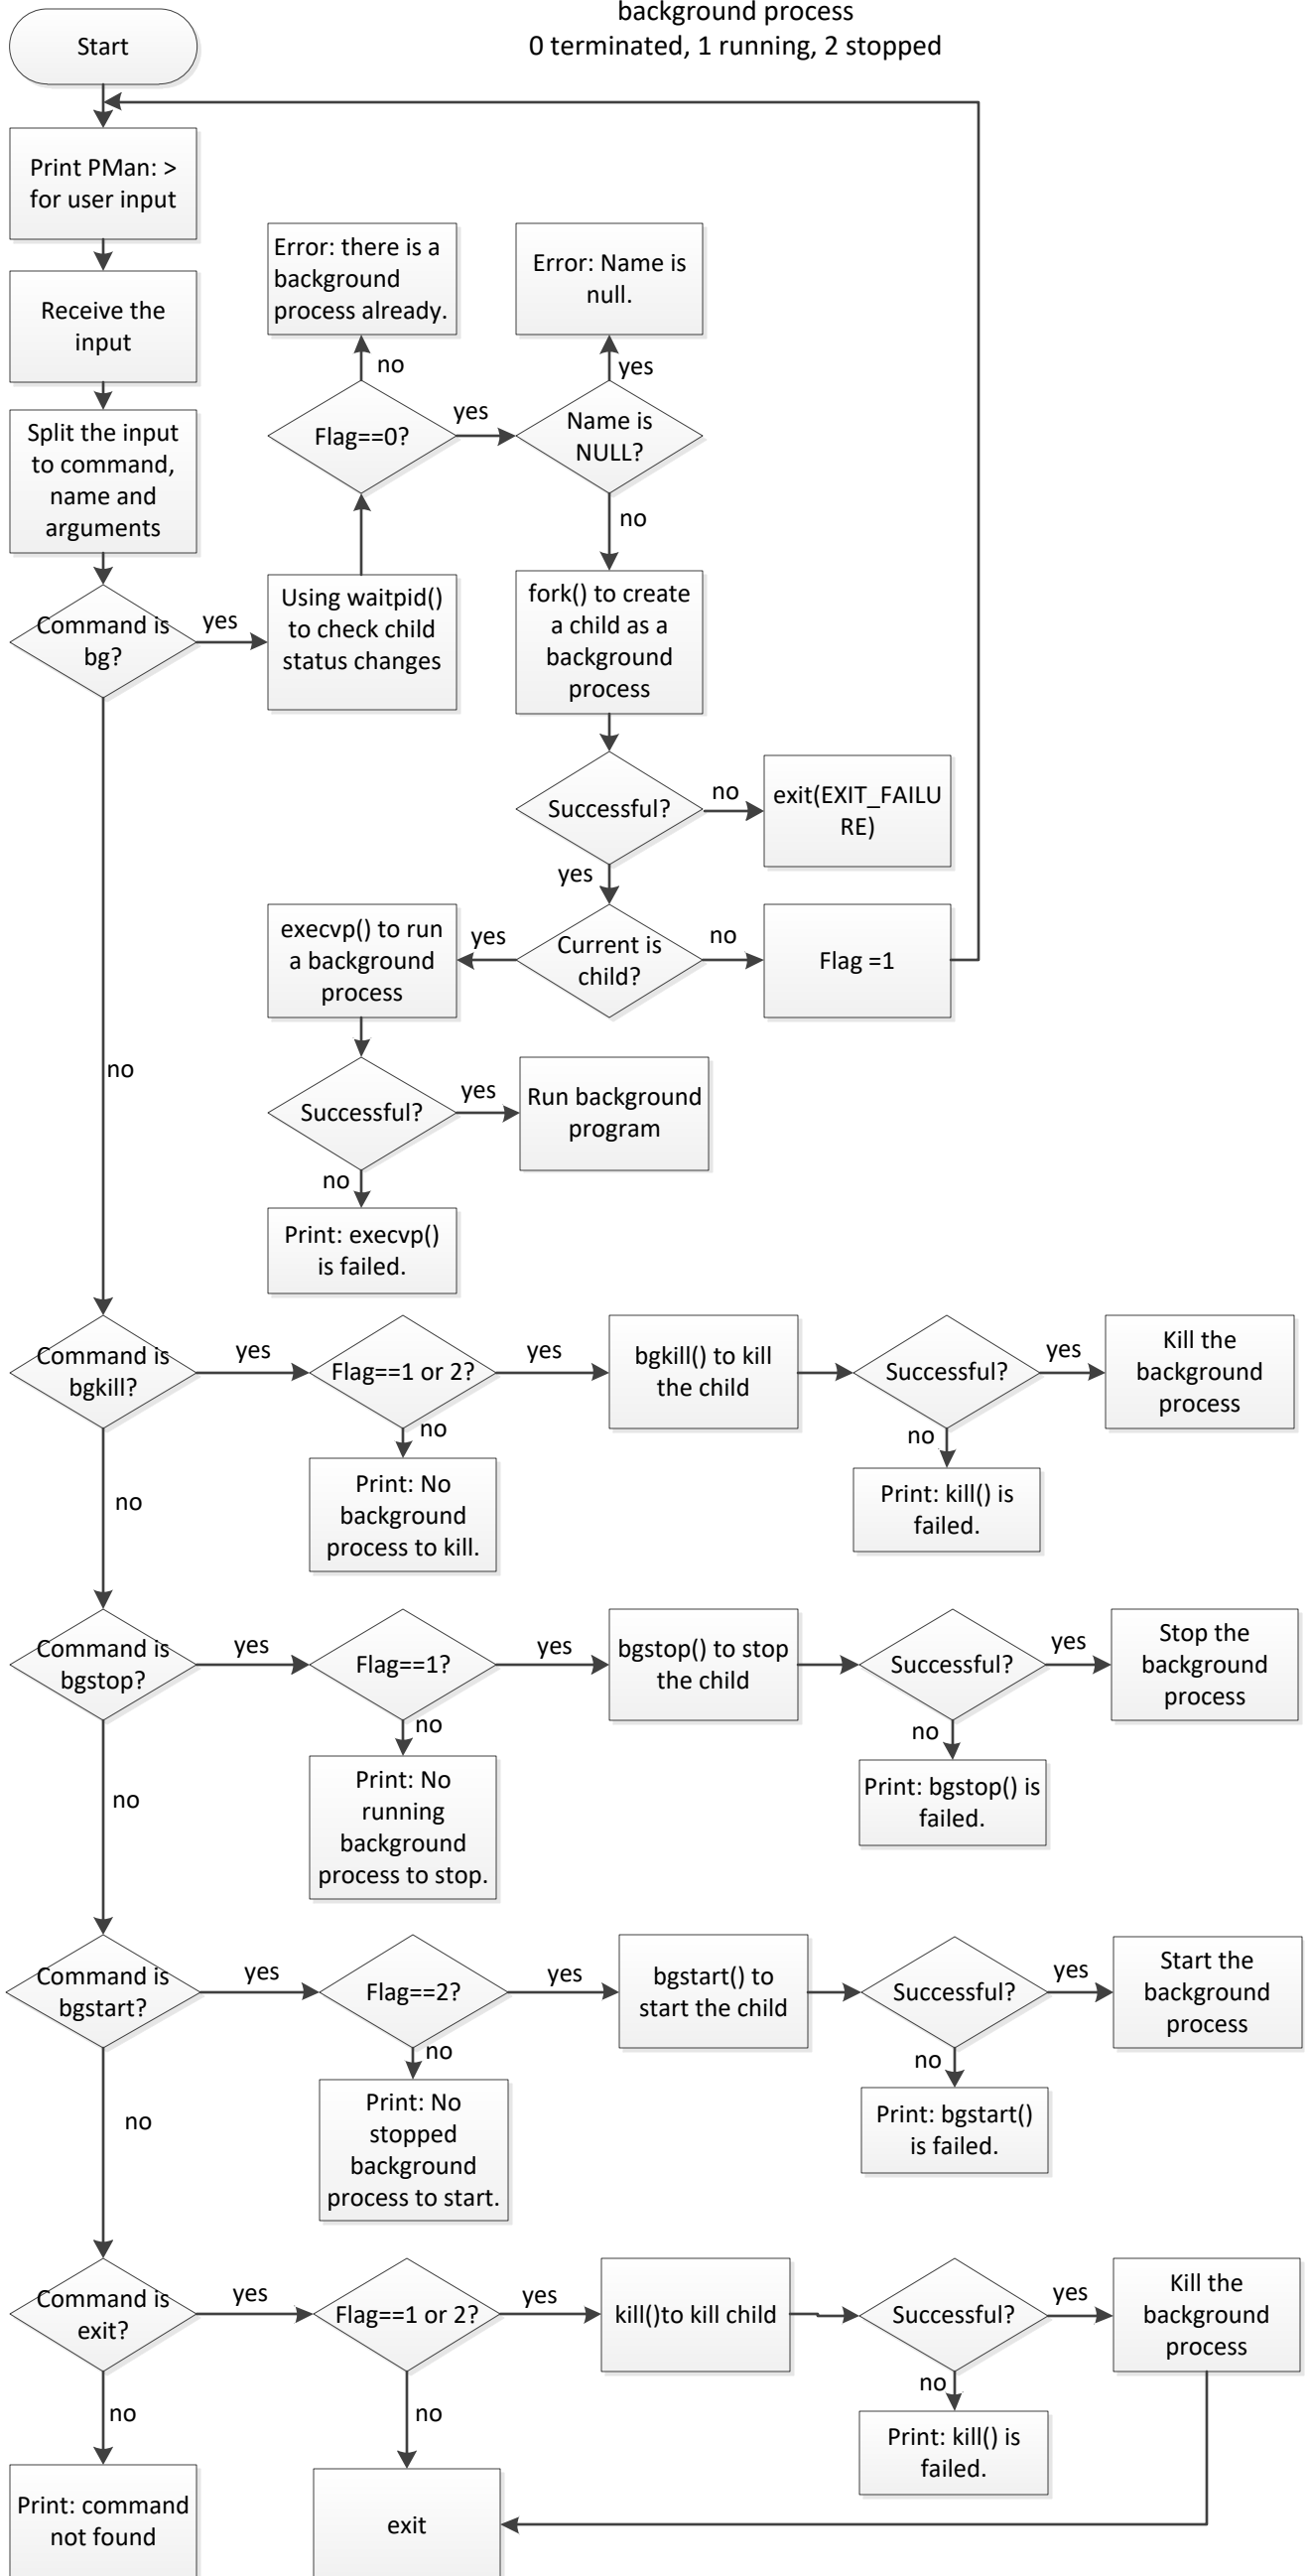 background process
0 terminated, 1 running, 2 stopped
Start
Print PMan: >
for user input
Receive the
input
Split the input
to command,
name and
arguments
Command is
bg?
yes
Using waitpid()
to check child
status changes
Flag==0?
no
Error: there is a
background
process already.
yes
Name is
NULL?
yes
Error: Name is
null.
no
fork() to create
a child as a
background
process
Successful?
no
exit(EXIT_FAILU
RE)
yes
Current is
child?
no
Flag =1
yes
execvp() to run
a background
process
Successful?
yes
Run background
program
no
Print: execvp()
is failed.
no
Command is
bgkill?
yes
Flag==1 or 2?
yes
bgkill() to kill
the child
Successful?
yes
Kill the
background
process
no
Print: No
background
process to kill.
no
Print: kill() is
failed.
no
Command is
bgstop?
yes
Flag==1?
yes
bgstop() to stop
the child
Successful?
yes
Stop the
background
process
no
Print: No
running
background
process to stop.
no
Print: bgstop() is
failed.
no
Command is
bgstart?
yes
Flag==2?
yes
bgstart() to
start the child
Successful?
yes
Start the
background
process
no
Print: No
stopped
background
process to start.
no
Print: bgstart()
is failed.
no
Command is
exit?
yes
Flag==1 or 2?
yes
kill()to kill child
Successful?
yes
Kill the
background
process
no
Print: kill() is
failed.
no
exit
no
Print: command
not found